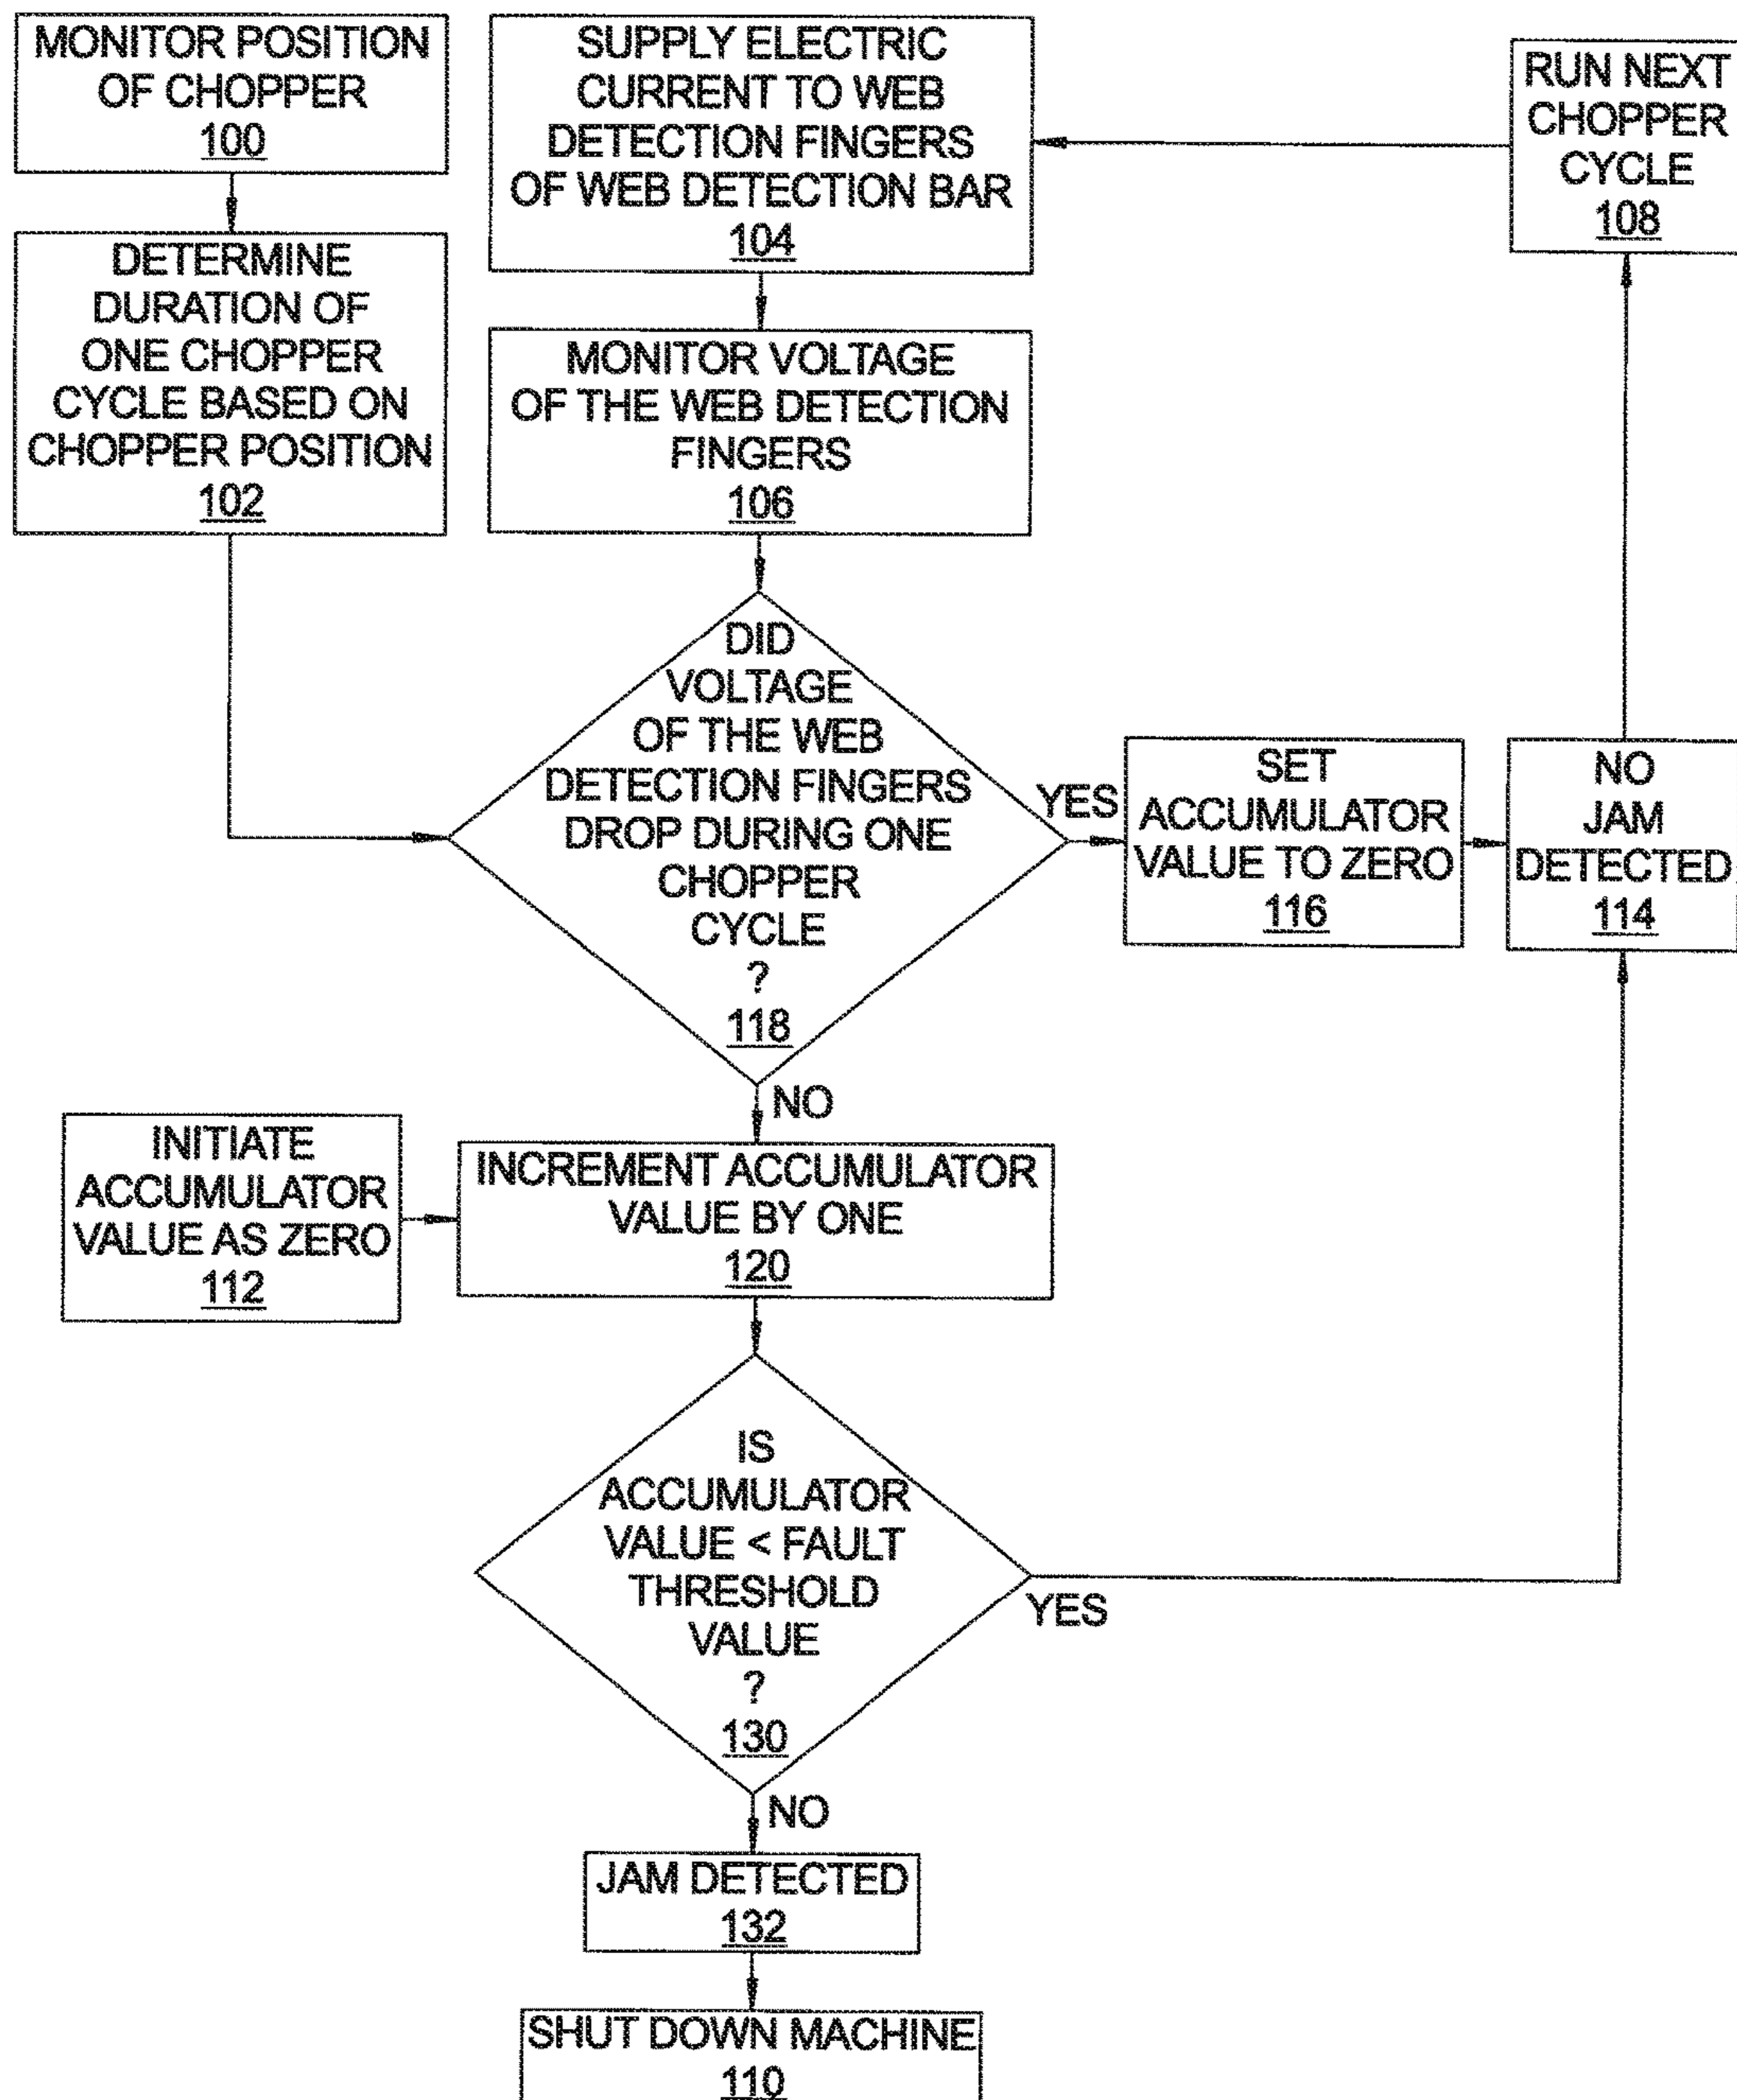 MONITOR POSITION
OF CHOPPER
100
DETERMINE
DURATION OF
ONE CHOPPER
CYCLE BASED ON
CHOPPER POSITION
102
SUPPLY ELECTRIC
CURRENT TO WEB
DETECTION FINGERS
OF WEB DETECTION BAR
104
MONITOR VOLTAGE
OF THE WEB DETECTION
FINGERS
106
RUN NEXT
CHOPPER
CYCLE
108
DID
VOLTAGE
OF THE WEB
DETECTION FINGERS
DROP DURING ONE
CHOPPER
CYCLE
?
118
YES
SET
ACCUMULATOR
VALUE TO ZERO
116
NO
JAM
DETECTED
114
NO
INITIATE
ACCUMULATOR
VALUE AS ZERO
112
INCREMENT ACCUMULATOR
VALUE BY ONE
120
IS
ACCUMULATOR
VALUE < FAULT
THRESHOLD
VALUE
?
130
YES
NO
JAM DETECTED
132
SHUT DOWN MACHINE
110